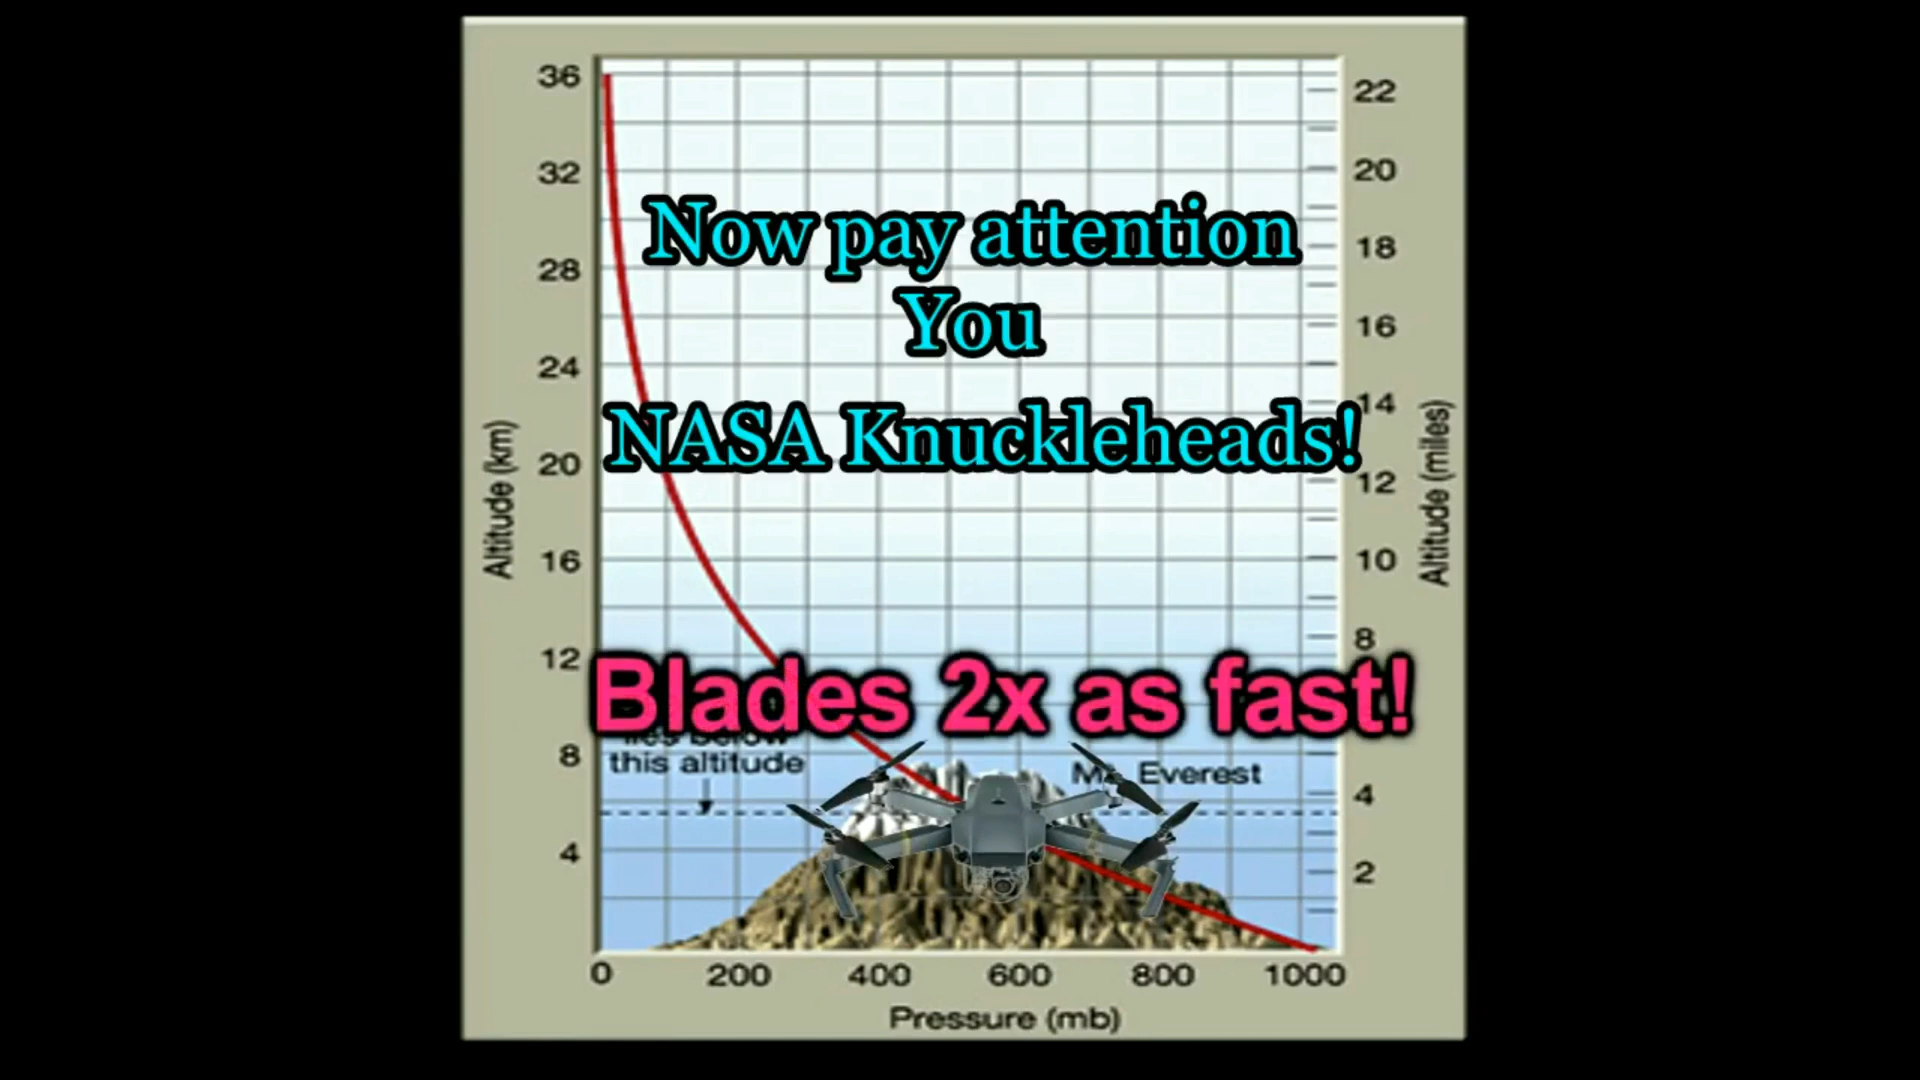 36
22
32
20
Now pay attention
18
28
You
16
24
14
NASA Knuckleheads!
20
12
Altitude (km)
Altitude (miles)
16
10
8
12
Blades 2x as fast!
8
this altitude
Everest
4
4
2
0 200 400 600 800 1000
Pressure (mb)